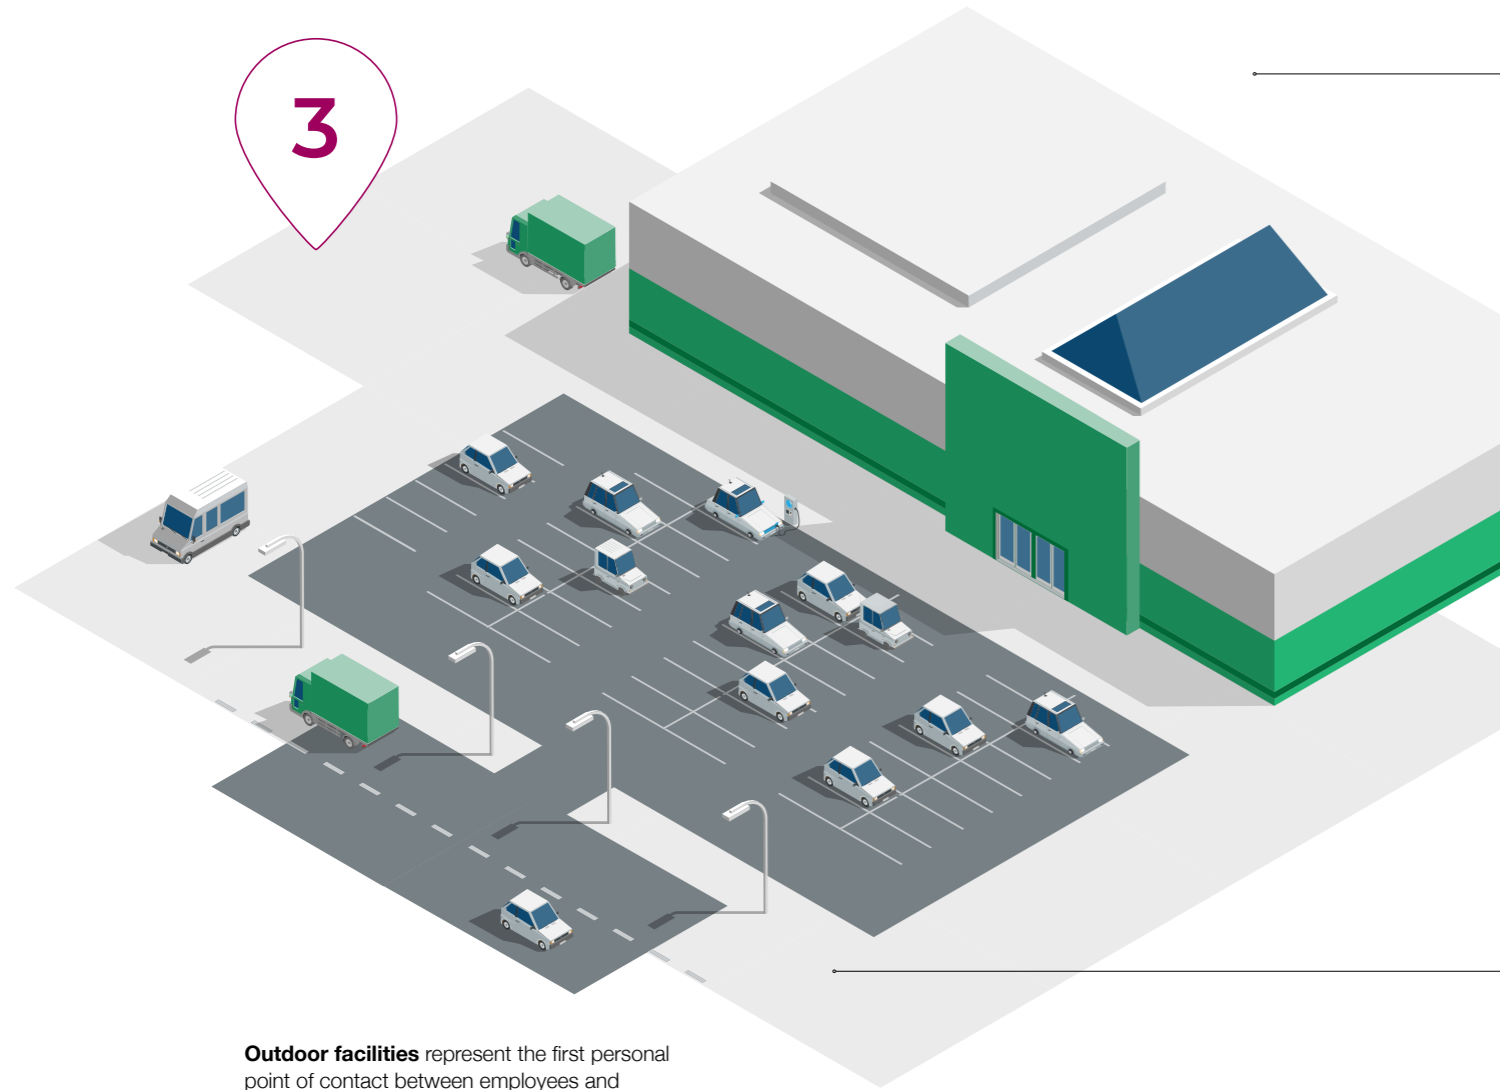 3
Outdoor facilities represent the first personal
point of contact between employees and